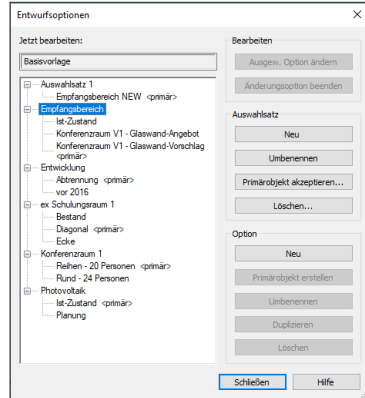 Entwurfsoptionen
Jetzt bearbeiten:
Basisvorlage
Auswahlsatz 1
Empfangsbereich NEW <primär>
Empfangsbereich
Ist-Zustand
Konferenzraum V1 - Glaswand-Angebot
Konferenzraum V1 - Glaswand-Vorschlag
<primär>
Entwicklung
Abtrennung <primär>
vor 2016
ex Schulungsraum 1
Bestand
Diagonal <primär>
Ecke
Konferenzraum 1
Reihen - 20 Personen <primär>
Rund - 24 Personen
Photovoltaik
Ist-Zustand <primär>
Planung
Bearbeiten
Ausgew. Option ändern
Änderungsoption beenden
Auswahlsatz
Neu
Umbenennen
Primärobjekt akzeptieren...
Löschen...
Option
Neu
Primärobjekt erstellen
Umbenennen
Duplizieren
Löschen
Schließen
Hilfe